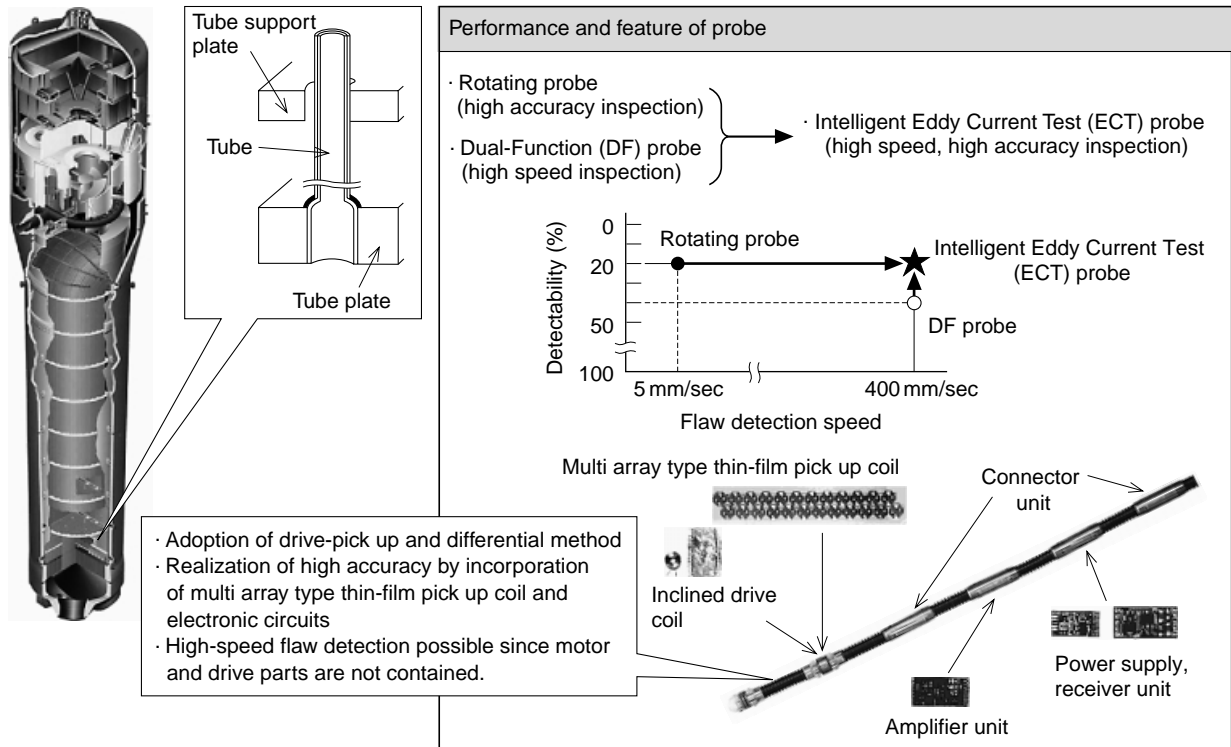 Tube support
plate
Tube
Tube plate
Performance and feature of probe
· Rotating probe
(high accuracy inspection)
· Dual-Function (DF) probe
(high speed inspection)
· Intelligent Eddy Current Test (ECT) probe
(high speed, high accuracy inspection)
Detectability (%)
0
20
50
100
Rotating probe
Intelligent Eddy Current Test
(ECT) probe
DF probe
5 mm/sec
400 mm/sec
Flaw detection speed
Multi array type thin-film pick up coil
Connector
unit
Inclined drive
coil
Power supply,
receiver unit
Amplifier unit
· Adoption of drive-pick up and differential method
· Realization of high accuracy by incorporation
of multi array type thin-film pick up coil and
electronic circuits
· High-speed flaw detection possible since motor
and drive parts are not contained.